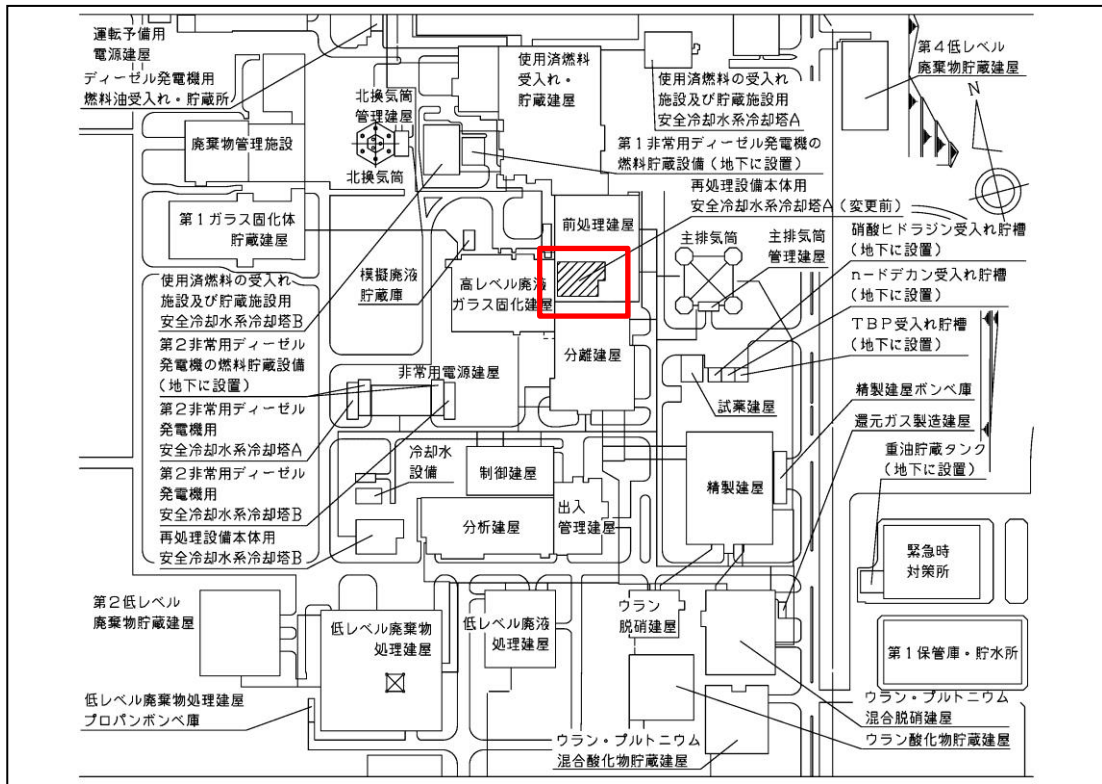 運転予備用
電源建屋
ディーゼル発電機用
燃料油受入れ・貯蔵所
北換気筒
管理建屋
使用済燃料
受入れ・
貯蔵建屋
使用済燃料の受入れ
施設及び貯蔵施設用
安全冷却水系冷却塔A
第4低レベル
廃棄物貯蔵建屋
N
廃棄物管理施設
北換気筒
第1非常用ディーゼル発電機の
燃料貯蔵設備（地下に設置）
再処理設備本体用
安全冷却水系冷却塔A（変更前）
第1ガラス固化体
貯蔵建屋
前処理建屋
主排気筒
主排気筒
管理建屋
硝酸ヒドラジン受入れ貯槽
（地下に設置）
n－ドデカン受入れ貯槽
（地下に設置）
TBP受入れ貯槽
（地下に設置）
模擬廃液
貯蔵庫
高レベル廃液
ガラス固化建屋
使用済燃料の受入れ
施設及び貯蔵施設用
安全冷却水系冷却塔B
第2非常用ディーゼル
発電機の燃料貯蔵設備
（地下に設置）
非常用電源建屋
分離建屋
試薬建屋
精製建屋ボンベ庫
還元ガス製造建屋
重油貯蔵タンク
（地下に設置）
第2非常用ディーゼル
発電機用
安全冷却水系冷却塔A
第2非常用ディーゼル
発電機用
安全冷却水系冷却塔B
再処理設備本体用
安全冷却水系冷却塔B
冷却水
設備
制御建屋
精製建屋
分析建屋
出入
管理建屋
緊急時
対策所
第2低レベル
廃棄物貯蔵建屋
低レベル廃棄物
処理建屋
低レベル廃液
処理建屋
ウラン
脱硝建屋
第1保管庫・貯水所
低レベル廃棄物処理建屋
プロパンボンベ庫
ウラン・プルトニウム
混合脱硝建屋
ウラン酸化物貯蔵建屋
ウラン・プルトニウム
混合酸化物貯蔵建屋